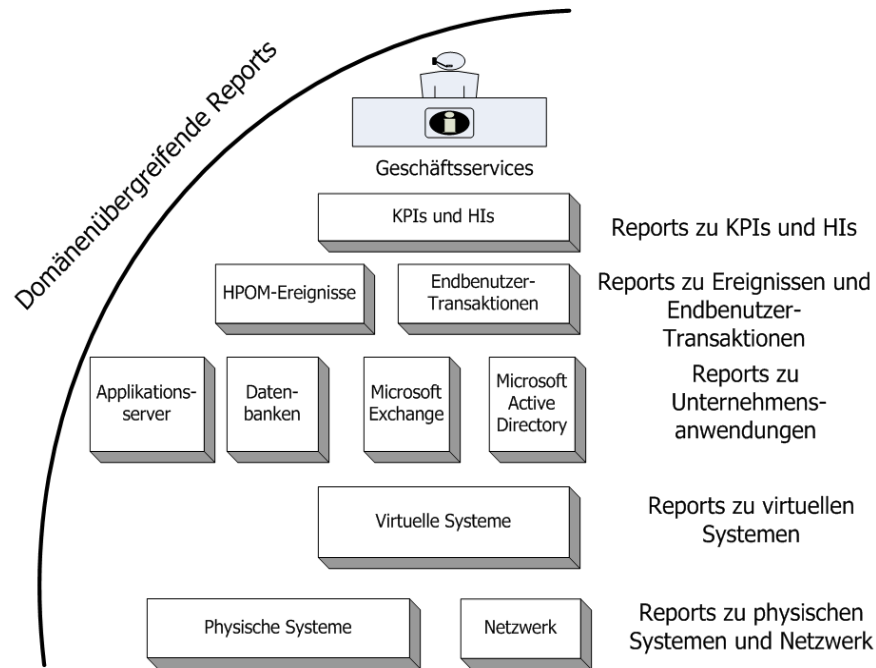 Domänenübergreifende Reports
Geschäftsservices
KPIs und HIs
Reports zu KPIs und HIs
HPOM-Ereignisse
Endbenutzer-
Transaktionen
Reports zu Ereignissen und
Endbenutzer-
Transaktionen
Applikations-
server
Daten-
banken
Microsoft
Exchange
Microsoft
Active
Directory
Reports zu
Unternehmens-
anwendungen
Virtuelle Systeme
Reports zu virtuellen
Systemen
Physische Systeme
Netzwerk
Reports zu physischen
Systemen und Netzwerk